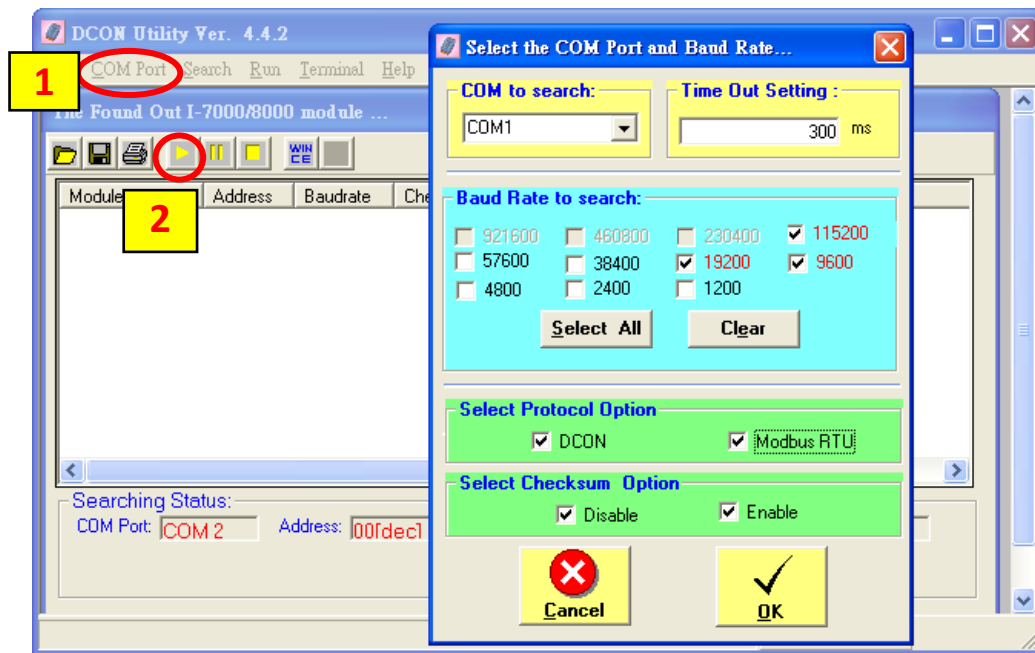 DCON Utility Ver. 4.4.2
1
COM Port Search Run Terminal Help
The Found Out I-7000/8000 module ...
WIN CE
Module Address Baudrate Che
2
Searching Status:
COM Port: COM 2 Address: 00[dec]
Select the COM Port and Baud Rate...
COM to search:
COM1
Time Out Setting :
300 ms
Baud Rate to search:
921600 460800 230400 115200
57600 38400 19200 9600
4800 2400 1200
Select All Clear
Select Protocol Option
DCON Modbus RTU
Select Checksum Option
Disable Enable
Cancel OK